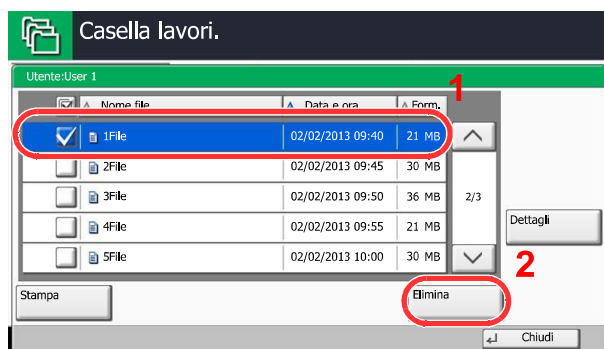 Casella lavori.
Utente:User 1
Nome file Data e ora Form. 1
1File 02/02/2013 09:40 21 MB
2File 02/02/2013 09:45 30 MB
3File 02/02/2013 09:50 36 MB 2/3
4File 02/02/2013 09:55 21 MB Dettagli
5File 02/02/2013 10:00 30 MB 2
Stampa Elimina
Chiudi